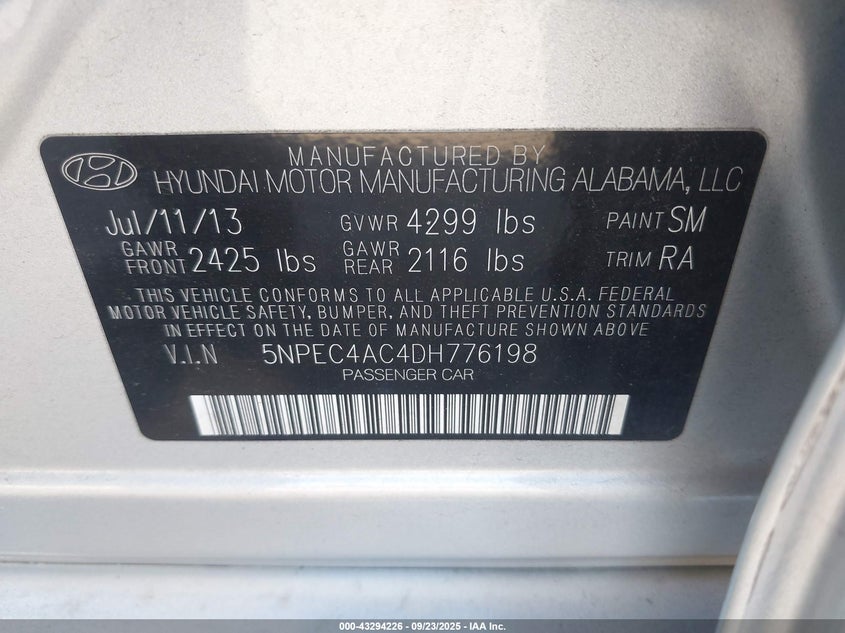 MANUFACTURED BY
HYUNDAI MOTOR MANUFACTURING ALABAMA, LLC
Jul/11/13 GVWR 4299 lbs PAINT SM
GAWR FRONT 2425 lbs GAWR REAR 2116 lbs TRIM RA
THIS VEHICLE CONFORMS TO ALL APPLICABLE U.S.A. FEDERAL
MOTOR VEHICLE SAFETY, BUMPER, AND THEFT PREVENTION STANDARDS
IN EFFECT ON THE DATE OF MANUFACTURE SHOWN ABOVE
V.I.N 5NPEC4AC4DH776198
PASSENGER CAR
000-43294226 - 09/23/2025 - IAA Inc.